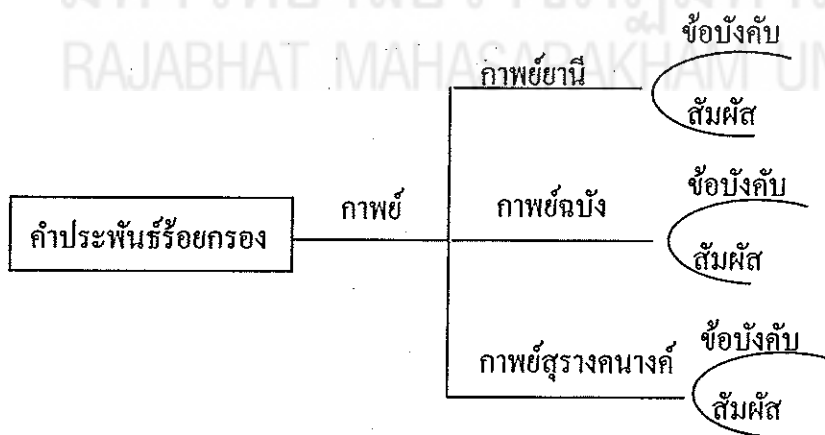 RAJABHAT MAHASARAKHAM UN
ข้อบังคับ
กาพย์ยานี
สัมผัส
คำประพันธ์ร้อยกรอง
กาพย์
กาพย์ฉบัง
ข้อบังคับ
สัมผัส
กาพย์สุรางคนางค์
ข้อบังคับ
สัมผัส